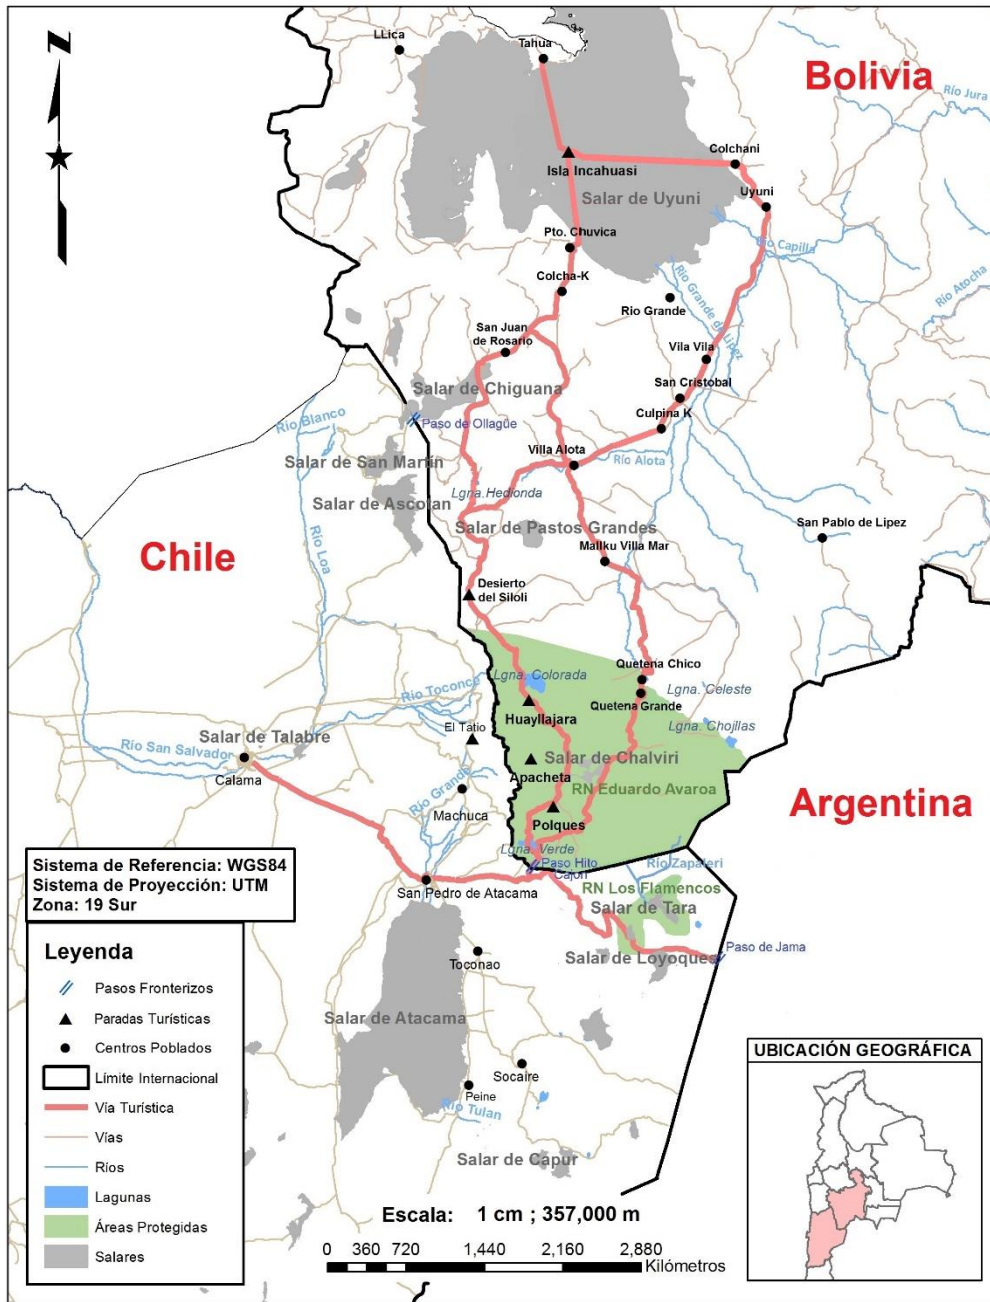 N
LLica
Tahua
Bolivia
Río Jura
Colchani
Isla Incahuasi
Salar de Uyuni
Uyuni
Pto. Chuvica
Río Capilla
Colcha-K
Río Grande de Lipez
Rio Grande
Río Atocha
San Juan
de Rosario
Vila Vila
Salar de Chiguana
San Cristobal
Río Blanco
Paso de Ollagüe
Culpina K
Villa Alota
Río Alota
Salar de San Martín
Lgna.Hedionda
Salar de Ascotan
Salar de Pastos Grandes
San Pablo de Lipez
Río Loa
Chile
Mallku Villa Mar
Desierto
del Siloli
Quetena Chico
Lgna. Colorada
Río Toconce
Lgna. Celeste
Quetena Grande
Huayllajara
Lgna. Chojllas
El Tatio
Salar de Talabre
Río San Salvador
Salar de Chalviri
Calama
Apacheta
RN Eduardo Avaroa
Río Grande
Machuca
Argentina
Polques
Lgna. Verde
Paso Hito
Cajon
Río Zapaleri
Sistema de Referencia: WGS84
Sistema de Proyección: UTM
Zona: 19 Sur
San Pedro de Atacama
RN Los Flamencos
Salar de Tara
Paso de Jama
Salar de Loyoques
Toconao
Salar de Atacama
Socaire
Peine
Río Tulan
Salar de Capur
Leyenda
Pasos Fronterizos
Paradas Turísticas
Centros Poblados
Límite Internacional
Vía Turística
Vías
Ríos
Lagunas
Áreas Protegidas
Salares
Escala: 1 cm ; 357,000 m
0 360 720 1,440 2,160 2,880
Kilómetros
UBICACIÓN GEOGRÁFICA